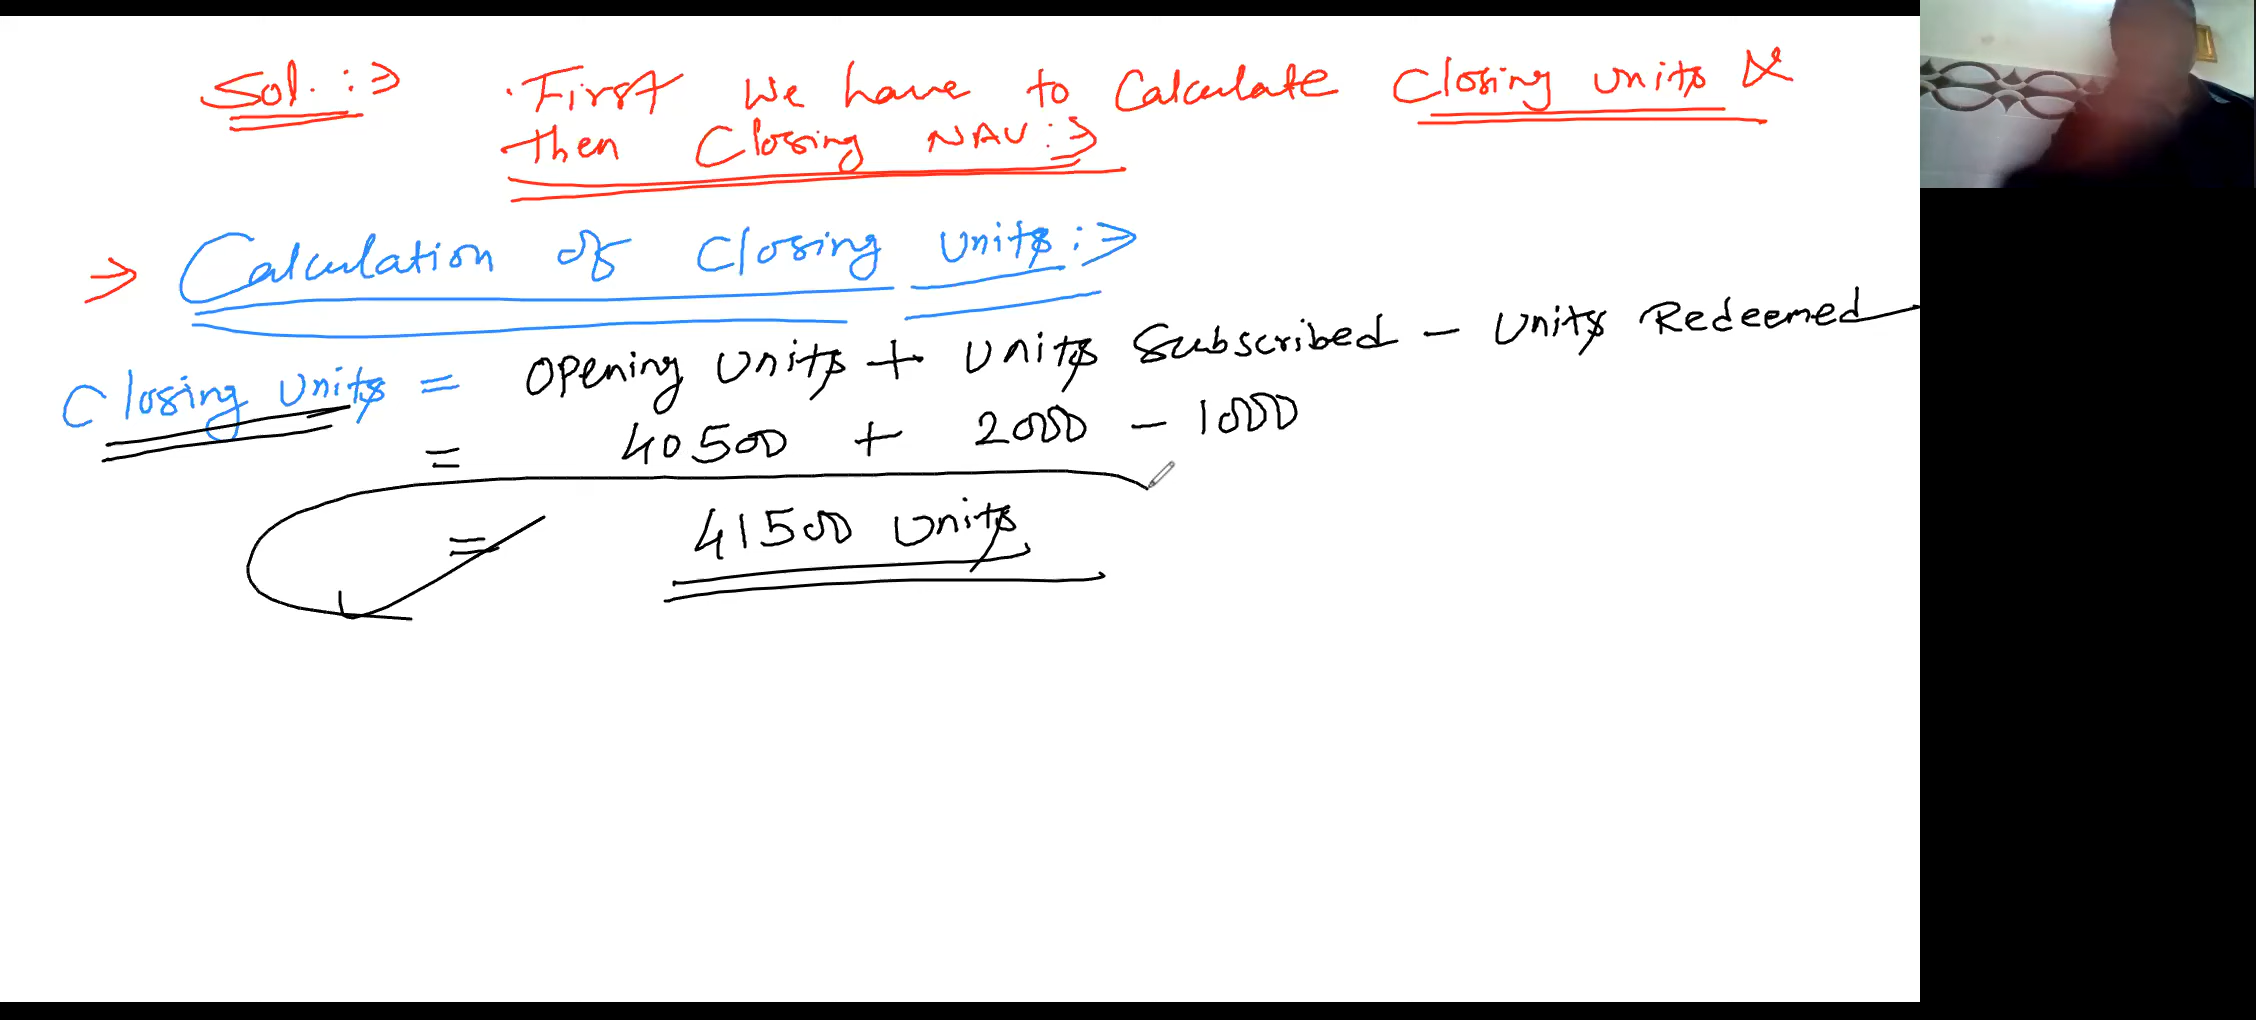 Sol. :⇒ .First we have to Calculate Closing units &
then Closing NAV :⇒
⇒ Calculation of Closing Units :⇒
Closing Units = Opening Units + Units Subscribed − Units Redeemed
= 40500 + 2000 − 1000
= 41500 Units